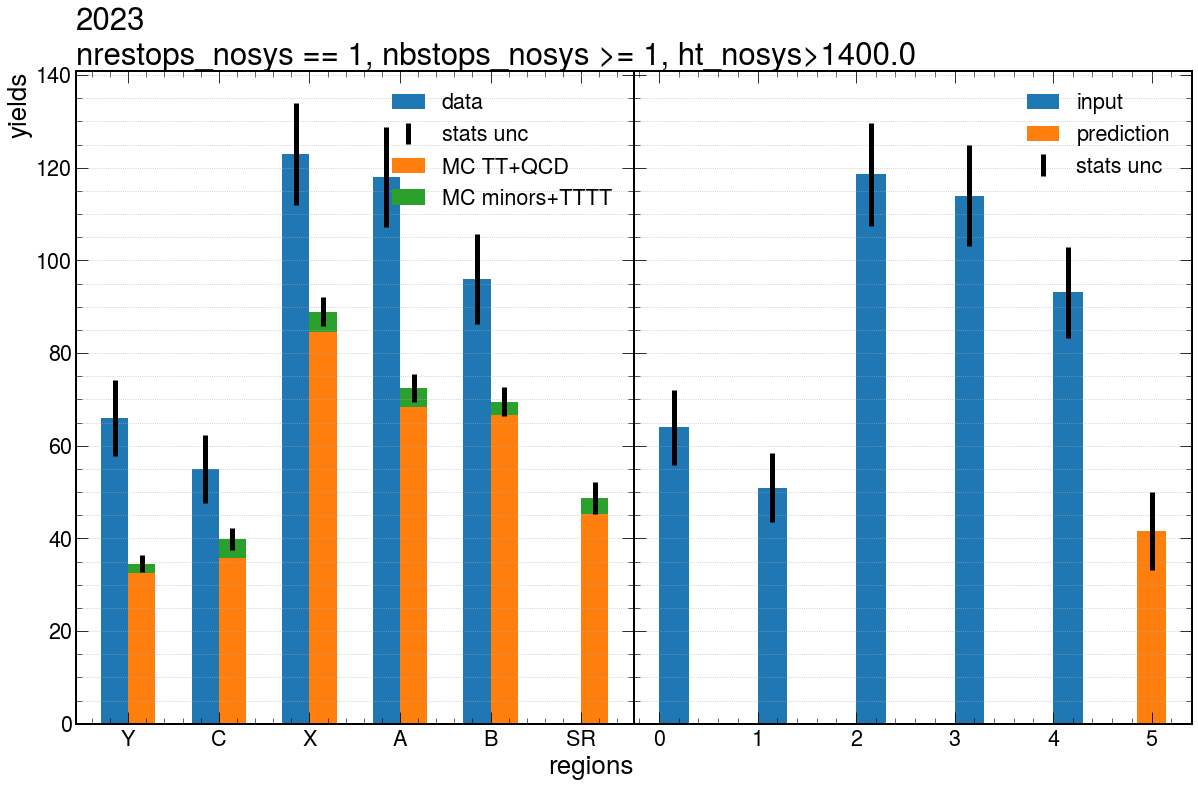 2023
nrestops_nosys == 1, nbstops_nosys >= 1, ht_nosys>1400.0
yields
140
120
100
80
60
40
20
0
data
stats unc
MC TT+QCD
MC minors+TTTT
input
prediction
stats unc
Y C X A B SR
0 1 2 3 4 5
regions